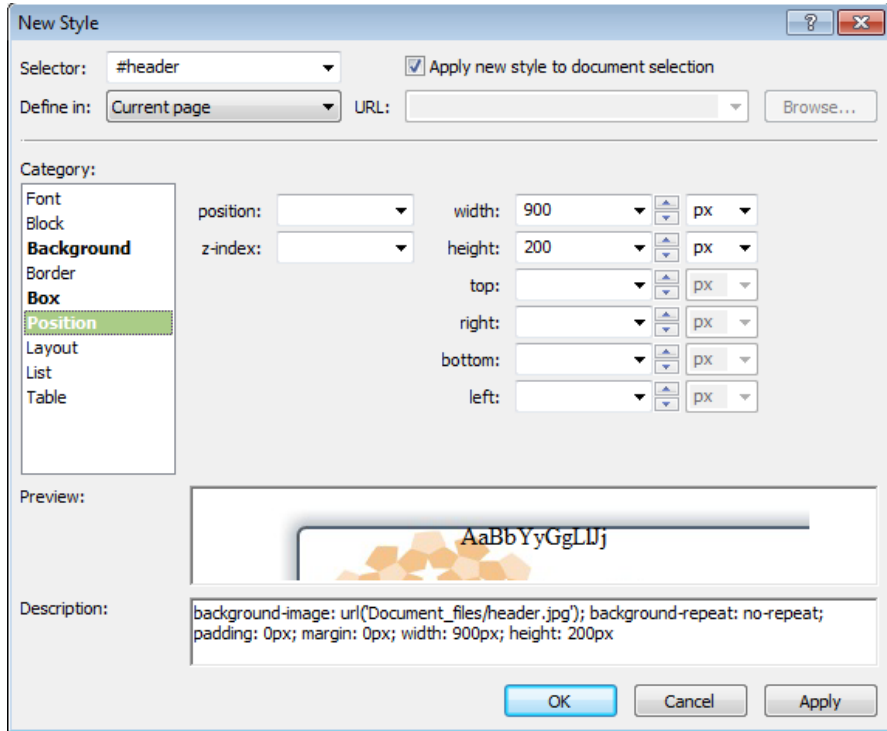 New Style
Selector: #header Apply new style to document selection
Define in: Current page URL: Browse...
Category:
Font
Block
Background
Border
Box
Position
Layout
List
Table
position: width: 900 px
z-index: height: 200 px
top: px
right: px
bottom: px
left: px
Preview:
AaBbYyGgLlJj
Description:
background-image: url('Document_files/header.jpg'); background-repeat: no-repeat;
padding: 0px; margin: 0px; width: 900px; height: 200px
OK Cancel Apply